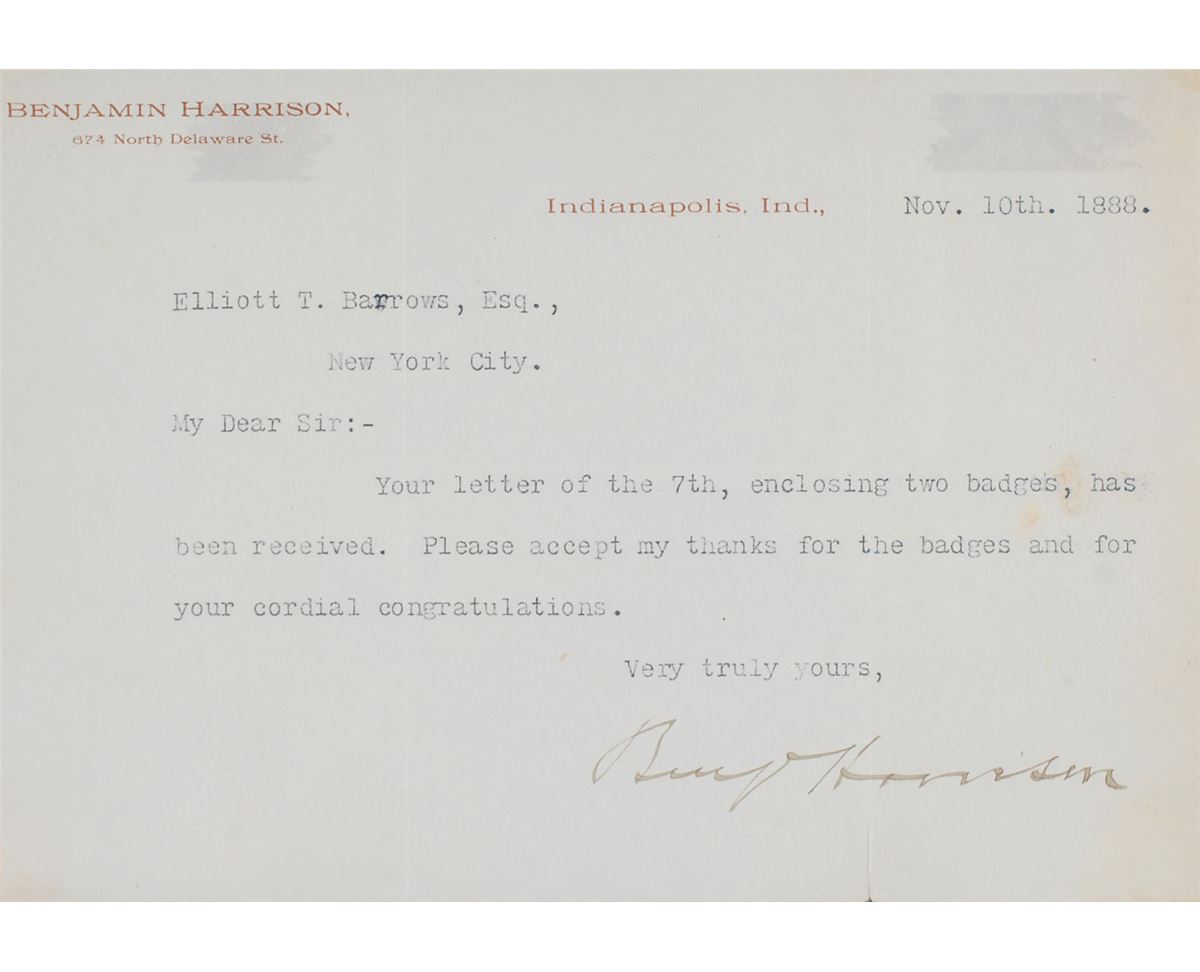 BENJAMIN HARRISON,
674 North Delaware St.
Indianapolis, Ind., Nov. 10th. 1888.
Elliott T. Barrows, Esq.,
New York City.
My Dear Sir:-
Your letter of the 7th, enclosing two badges, has
been received. Please accept my thanks for the badges and for
your cordial congratulations.
Very truly yours,
Benj Harrison